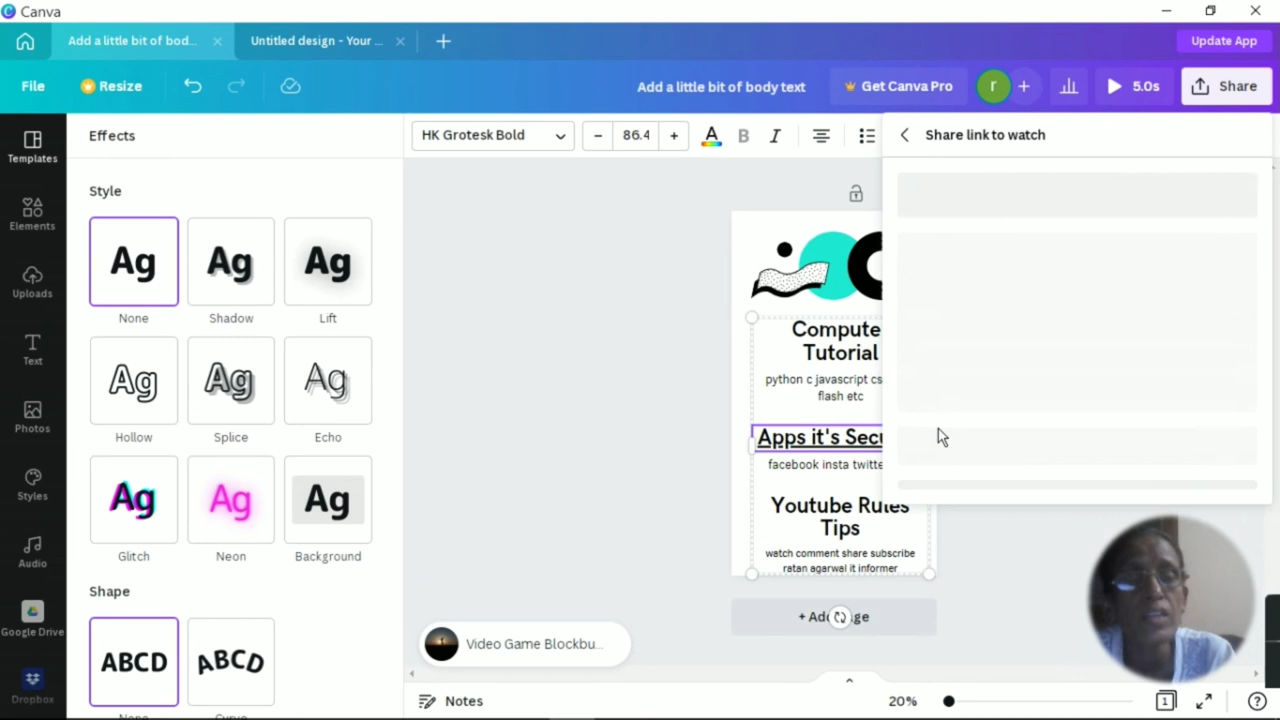 Canva
Add a little bit of bod...
Untitled design - Your ...
Update App
File
Resize
Add a little bit of body text
Get Canva Pro
r
5.0s
Share
Templates
Elements
Uploads
Text
Photos
Styles
Audio
Google Drive
Dropbox
Effects
Style
Ag
None
Ag
Shadow
Ag
Lift
Ag
Hollow
Ag
Splice
Ag
Echo
Ag
Glitch
Ag
Neon
Ag
Background
Shape
ABCD
ABCD
HK Grotesk Bold
86.4
A
B
I
Share link to watch
Compute
Tutorial
python c javascript cs
flash etc
Apps it's Secu
facebook insta twitte
Youtube Rules
Tips
watch comment share subscribe
ratan agarwal it informer
Video Game Blockbu...
Notes
20%
1